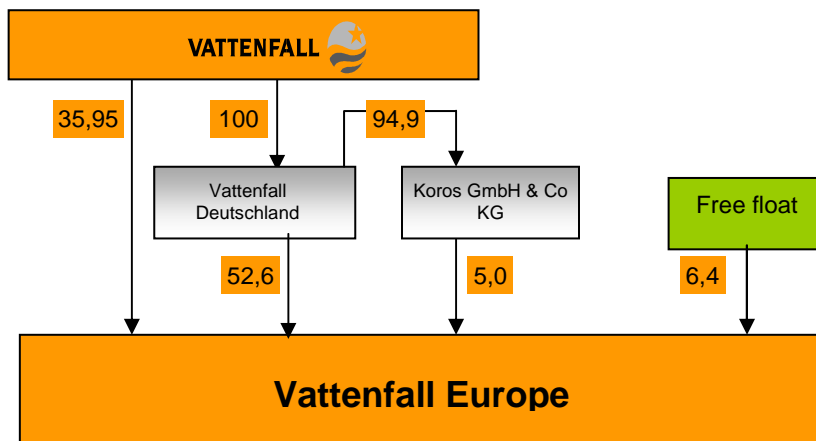 VATTENFALL
35,95
100
94,9
Vattenfall
Deutschland
Koros GmbH & Co
KG
Free float
52,6
5,0
6,4
Vattenfall Europe